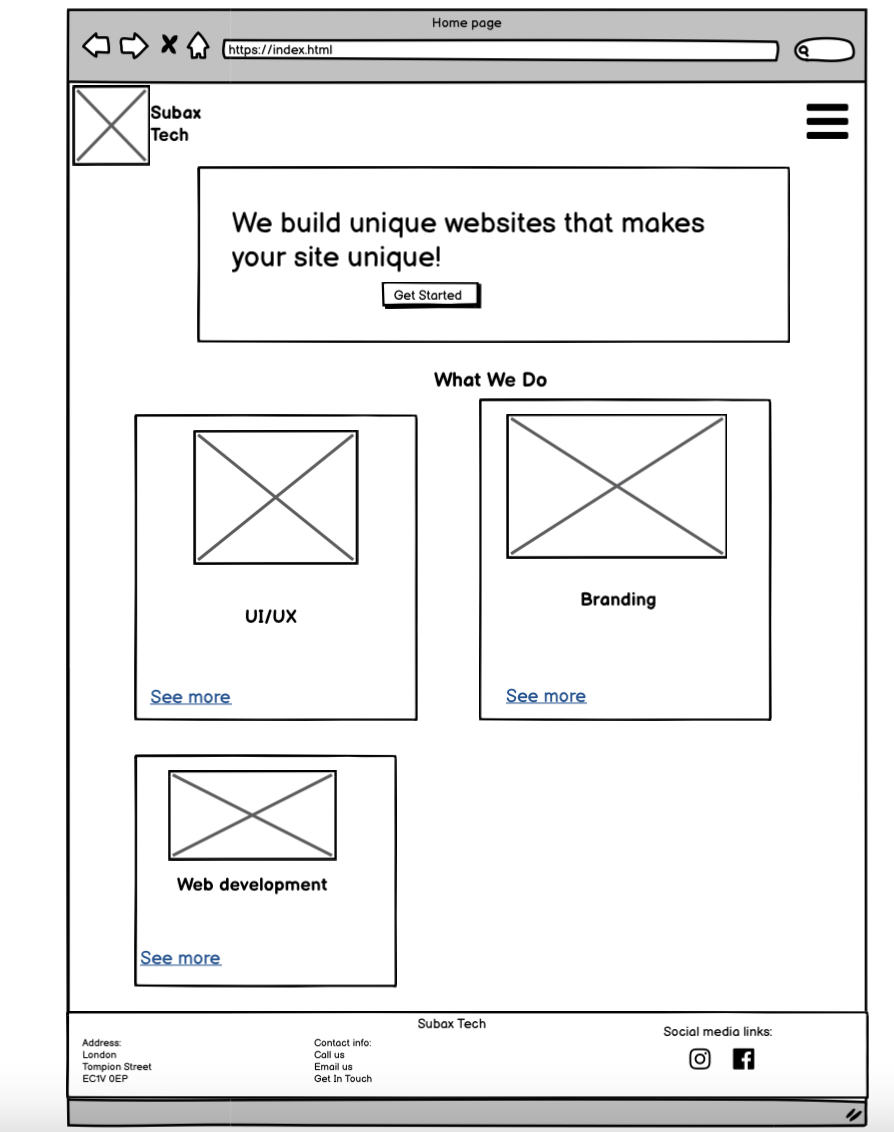 Home page
https://index.html
Subax
Tech
We build unique websites that makes
your site unique!
Get Started
What We Do
UI/UX
See more
Branding
See more
Web development
See more
Subax Tech
Address:
London
Tompion Street
EC1V 0EP
Contact info:
Call us
Email us
Get In Touch
Social media links: